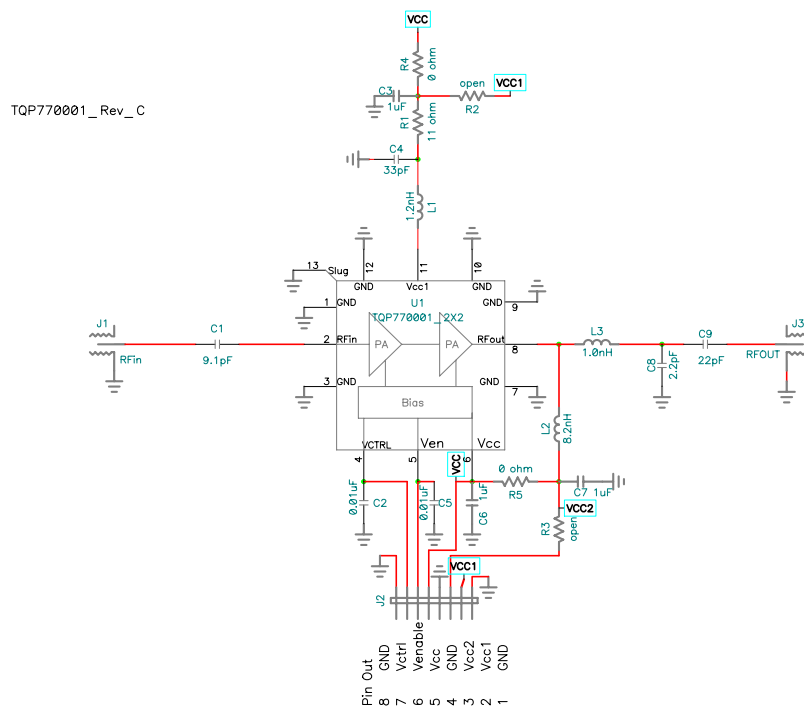 VCC
R4
0 ohm
open
VCC1
C3
1uF
R2
TQP770001_Rev_C
R1
11 ohm
C4
33pF
1.2nH
L1
13
Slug
12
11
10
GND
Vcc1
GND
1
GND
U1
GND
9
TQP770001_2X2
J1
C1
2
RFin
PA
PA
RFout
8
L3
C9
J3
RFin
9.1pF
1.0nH
C8
2.2pF
22pF
RFOUT
3
GND
GND
7
Bias
L2
8.2nH
VCTRL
Ven
Vcc
4
5
6
VCC
0 ohm
0.01uF
C2
0.01uF
C5
1uF
C6
R5
C7
1uF
VCC2
R3
open
VCC1
J2
Pin Out
8 GND
7 Vctrl
6 Venable
5 Vcc
4 GND
3 Vcc2
2 Vcc1
1 GND